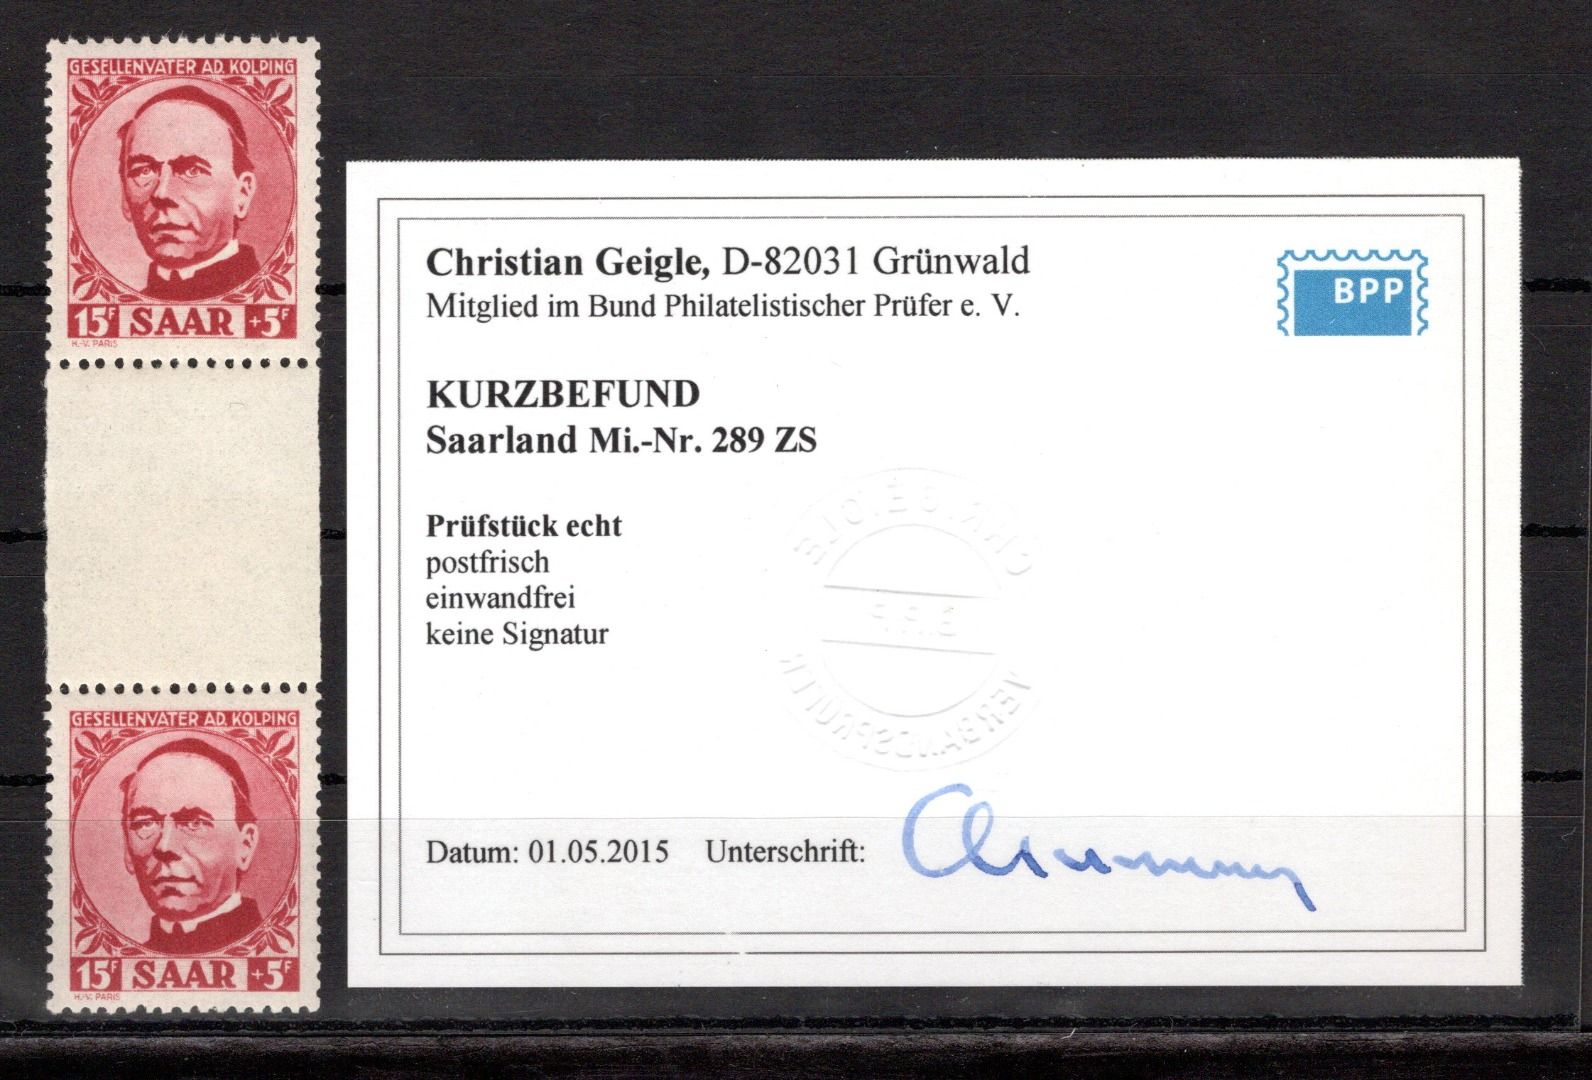 GESELLENVATER AD. KOLPING
15F SAAR +5F
H.-V. PARIS
GESELLENVATER AD. KOLPING
15F SAAR +5F
H.-V. PARIS
Christian Geigle, D-82031 Grünwald
Mitglied im Bund Philatelistischer Prüfer e. V.
BPP
KURZBEFUND
Saarland Mi.-Nr. 289 ZS
Prüfstück echt
postfrisch
einwandfrei
keine Signatur
Datum: 01.05.2015 Unterschrift: